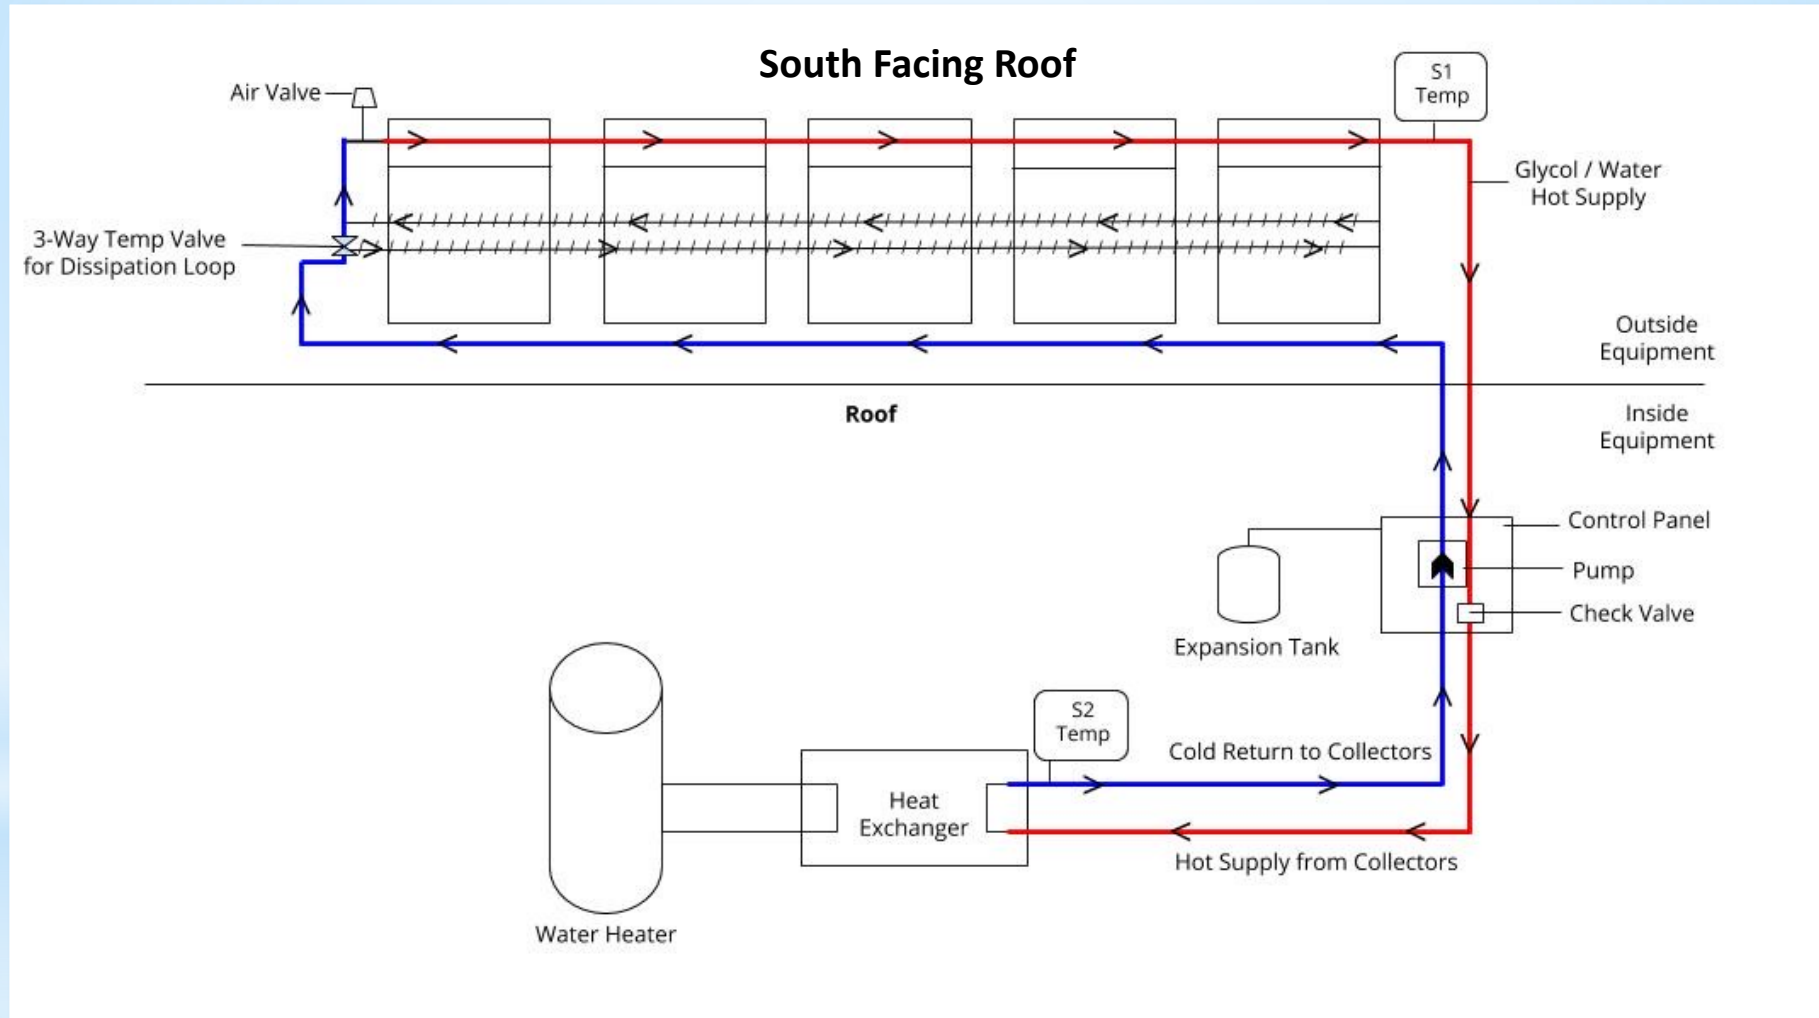 South Facing Roof
S1
Temp
Air Valve
Glycol / Water
Hot Supply
3-Way Temp Valve
for Dissipation Loop
Outside
Equipment
Roof
Inside
Equipment
Control Panel
Pump
Check Valve
Expansion Tank
S2
Temp
Cold Return to Collectors
Heat
Exchanger
Hot Supply from Collectors
Water Heater